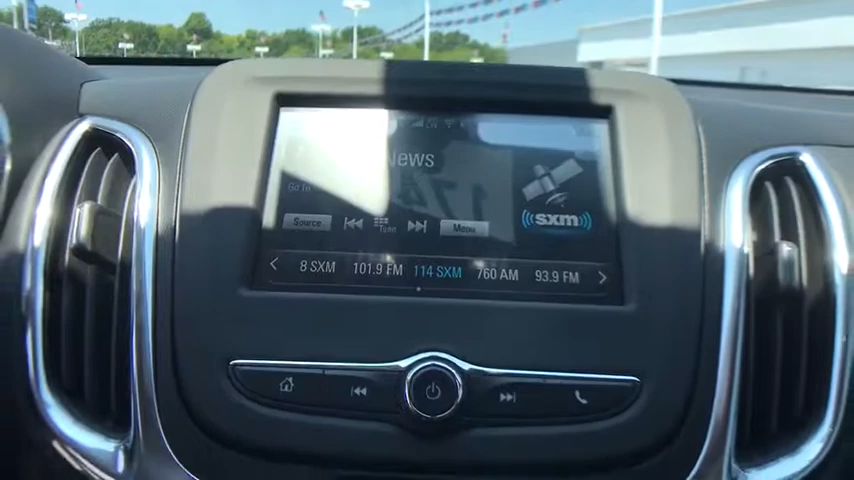 News
Source
Tune
Menu
sxm
8 SXM 101.9 FM 114 SXM 760 AM 93.9 FM